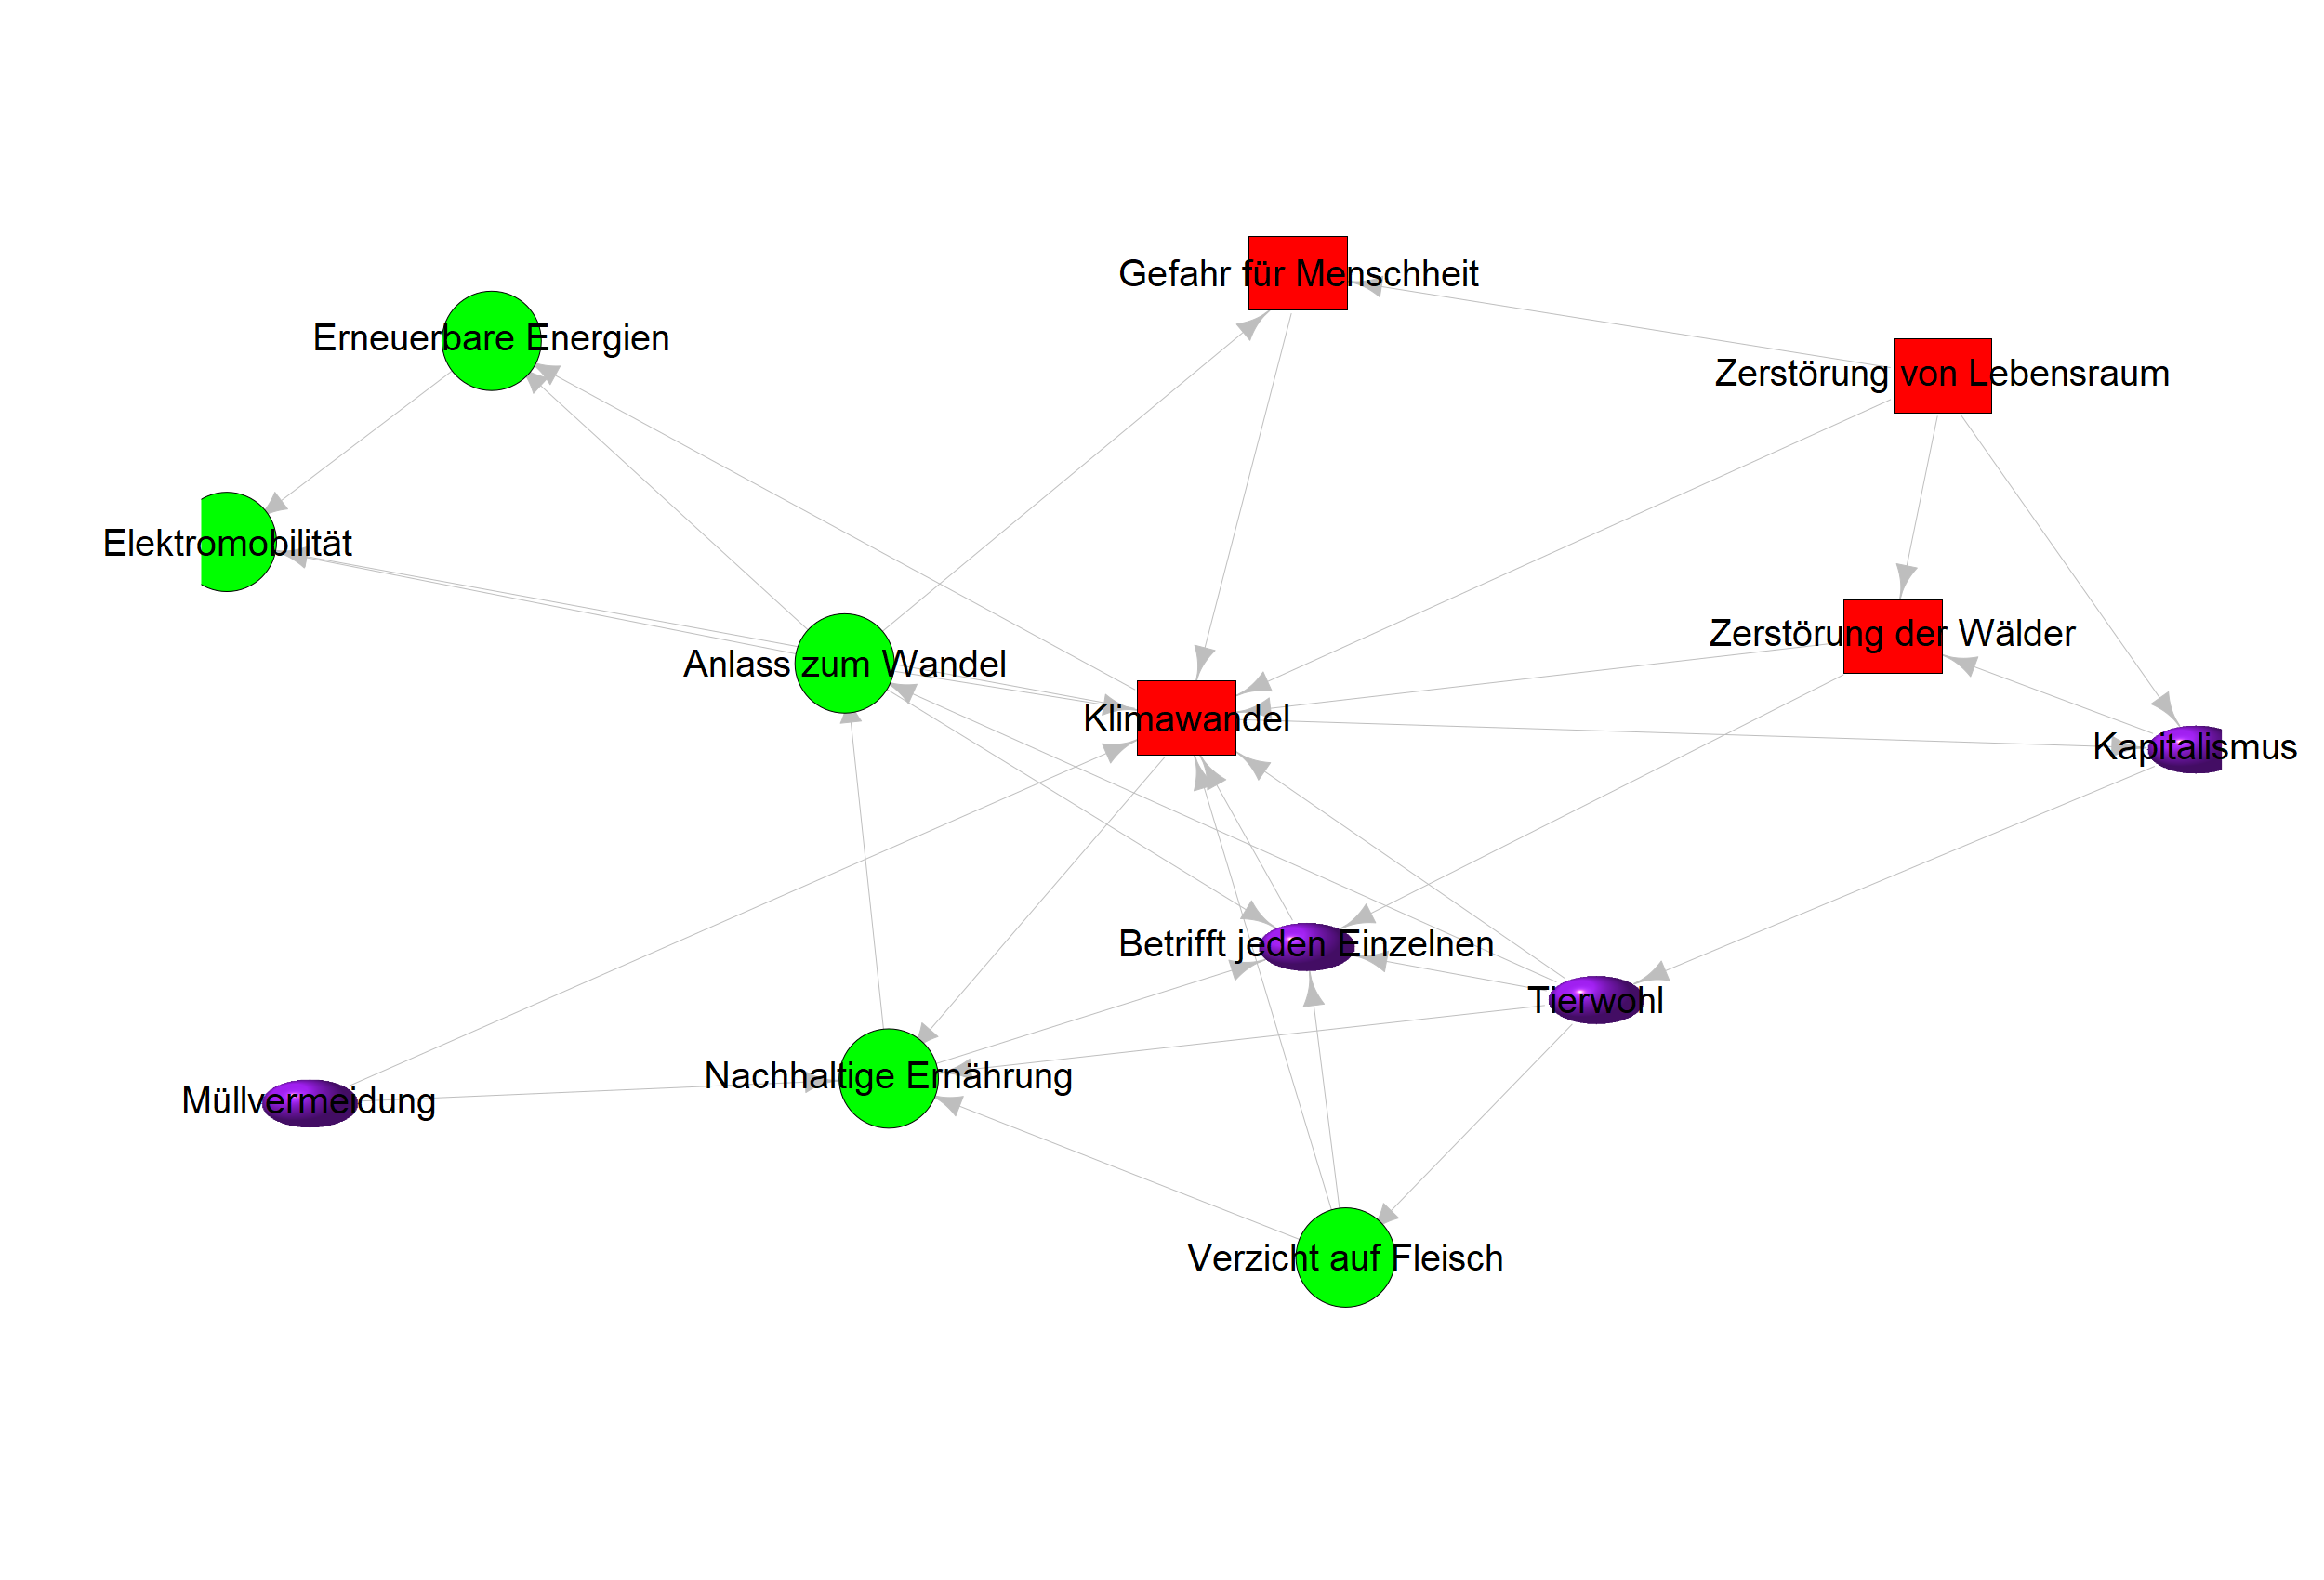 Gefahr für Menschheit
Erneuerbare Energien
Zerstörung von Lebensraum
Elektromobilität
Zerstörung der Wälder
Anlass zum Wandel
Klimawandel
Kapitalismus
Betrifft jeden Einzelnen
Tierwohl
Nachhaltige Ernährung
Müllvermeidung
Verzicht auf Fleisch